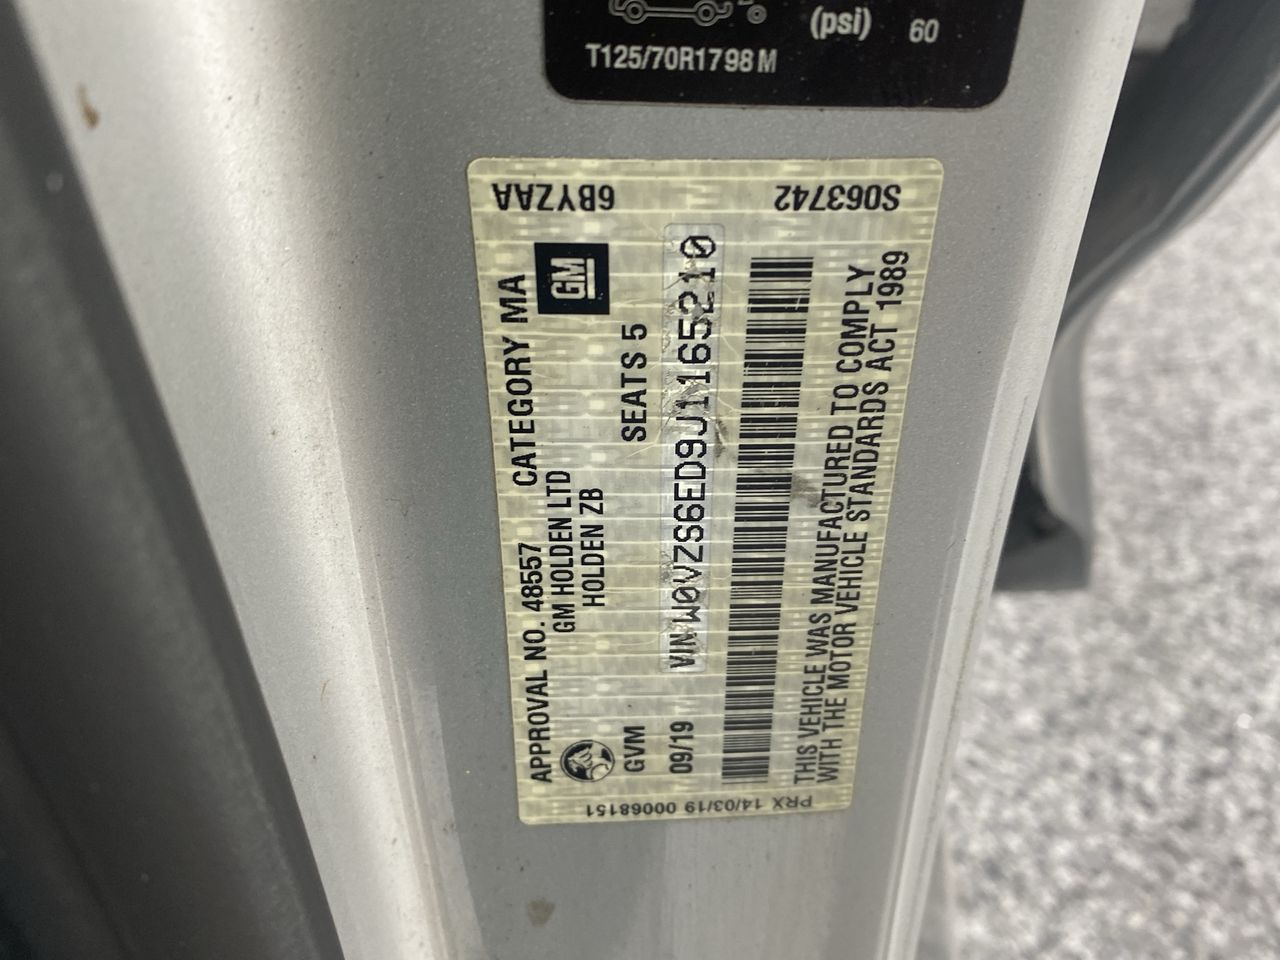 (psi) 60
T125/70R17 98 M
6BYZAA
S063742
APPROVAL NO. 48557 CATEGORY MA
GM HOLDEN LTD
HOLDEN ZB
GM
GVM SEATS 5
09/19 VIN W0VZS6ED9J1165210
THIS VEHICLE WAS MANUFACTURED TO COMPLY
WITH THE MOTOR VEHICLE STANDARDS ACT 1989
PRX 14/03/19 00068151